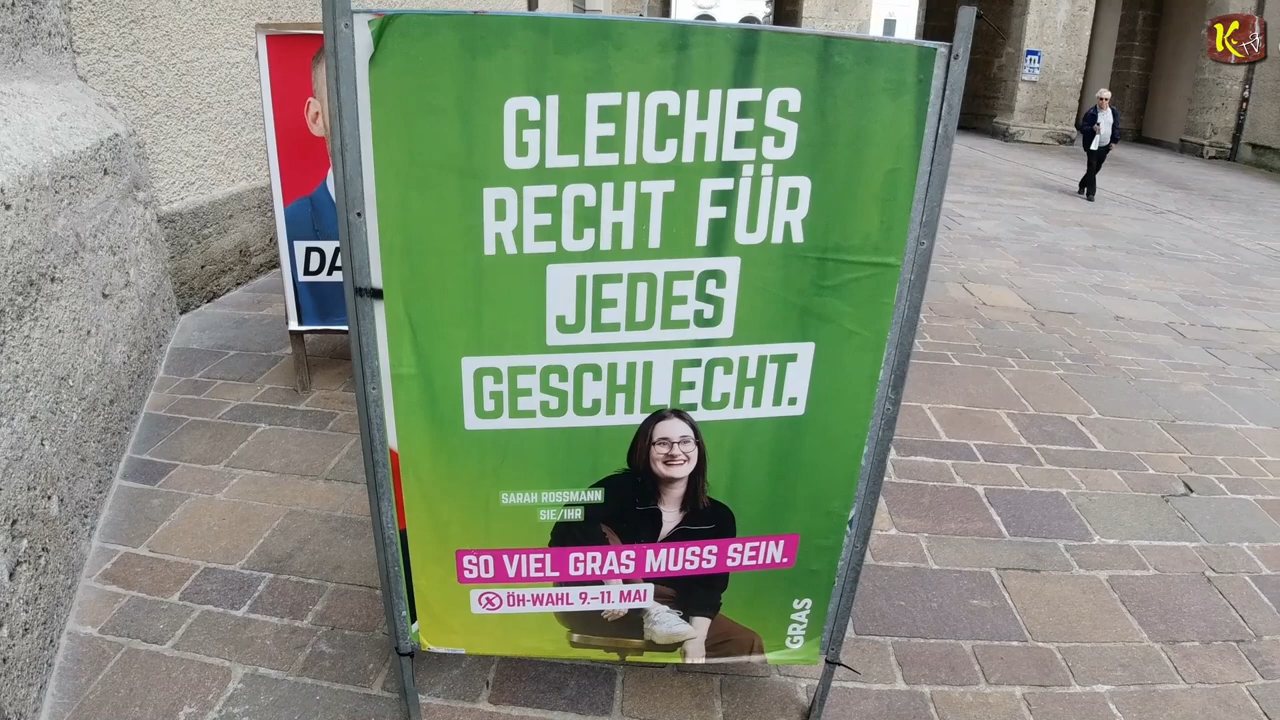 GLEICHES
RECHT FÜR
JEDES
GESCHLECHT.
SARAH ROSSMANN
SIE/IHR
SO VIEL GRAS MUSS SEIN.
ÖH-WAHL 9.–11. MAI
GRAS
DA
K
TV